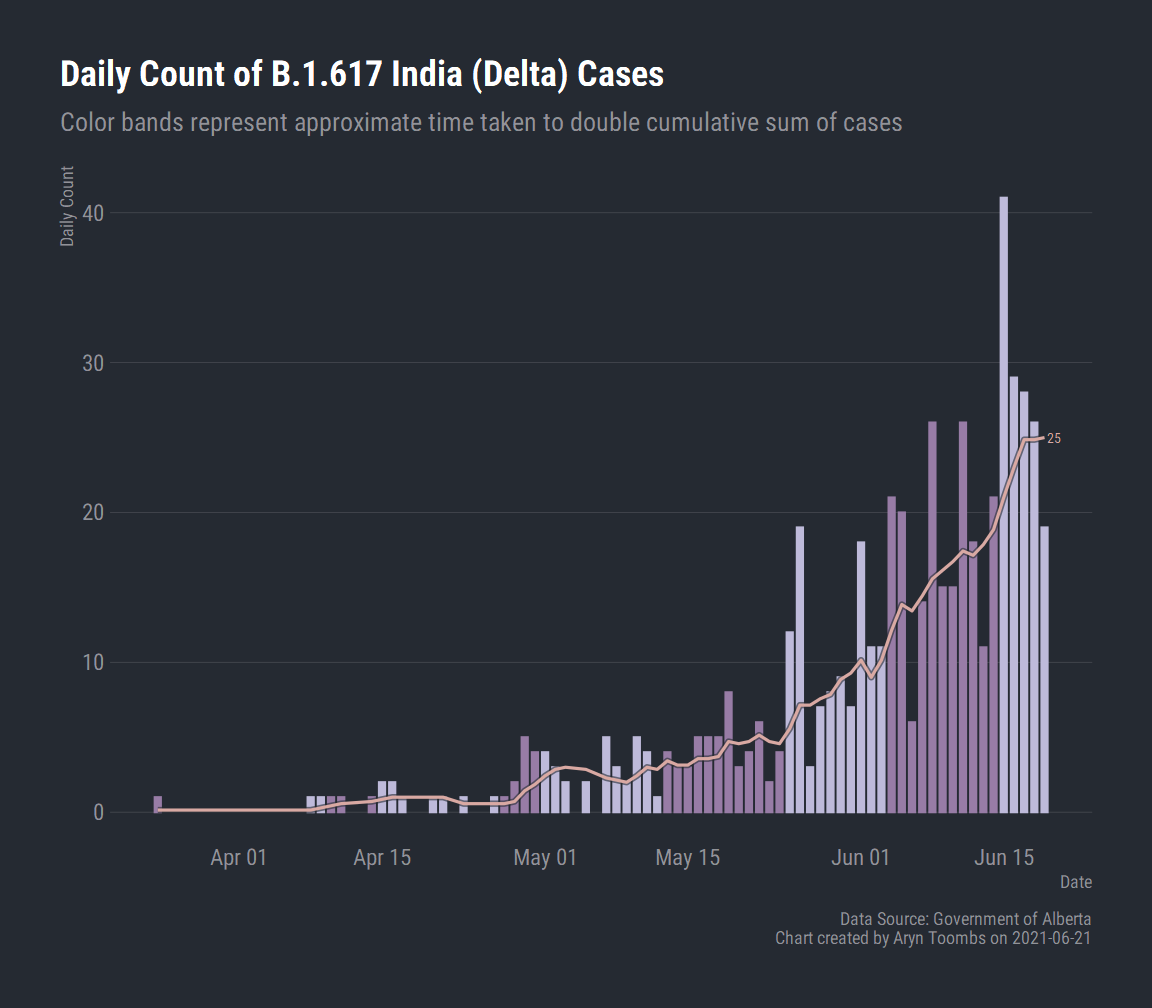 Daily Count of B.1.617 India (Delta) Cases
Color bands represent approximate time taken to double cumulative sum of cases
Daily Count
40
30
25
20
10
0
Apr 01 Apr 15 May 01 May 15 Jun 01 Jun 15
Date
Data Source: Government of Alberta
Chart created by Aryn Toombs on 2021-06-21